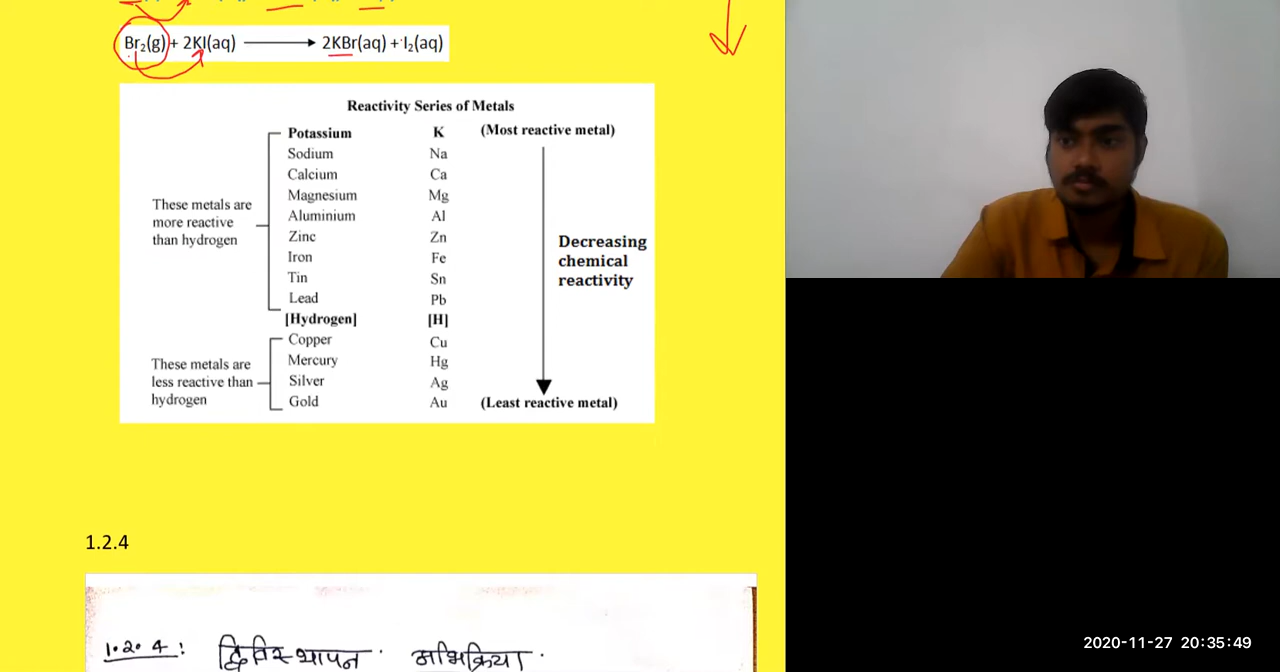 Br₂(g) + 2KI(aq) ⟶ 2KBr(aq) + I₂(aq)
Reactivity Series of Metals
Potassium K (Most reactive metal)
Sodium Na
Calcium Ca
Magnesium Mg
Aluminium Al
Zinc Zn
Iron Fe
Tin Sn
Lead Pb
[Hydrogen] [H]
Copper Cu
Mercury Hg
Silver Ag
Gold Au (Least reactive metal)
These metals are
more reactive
than hydrogen
These metals are
less reactive than
hydrogen
Decreasing
chemical
reactivity
1.2.4
1.2.4: द्विविस्थापन अभिक्रिया
2020-11-27 20:35:49